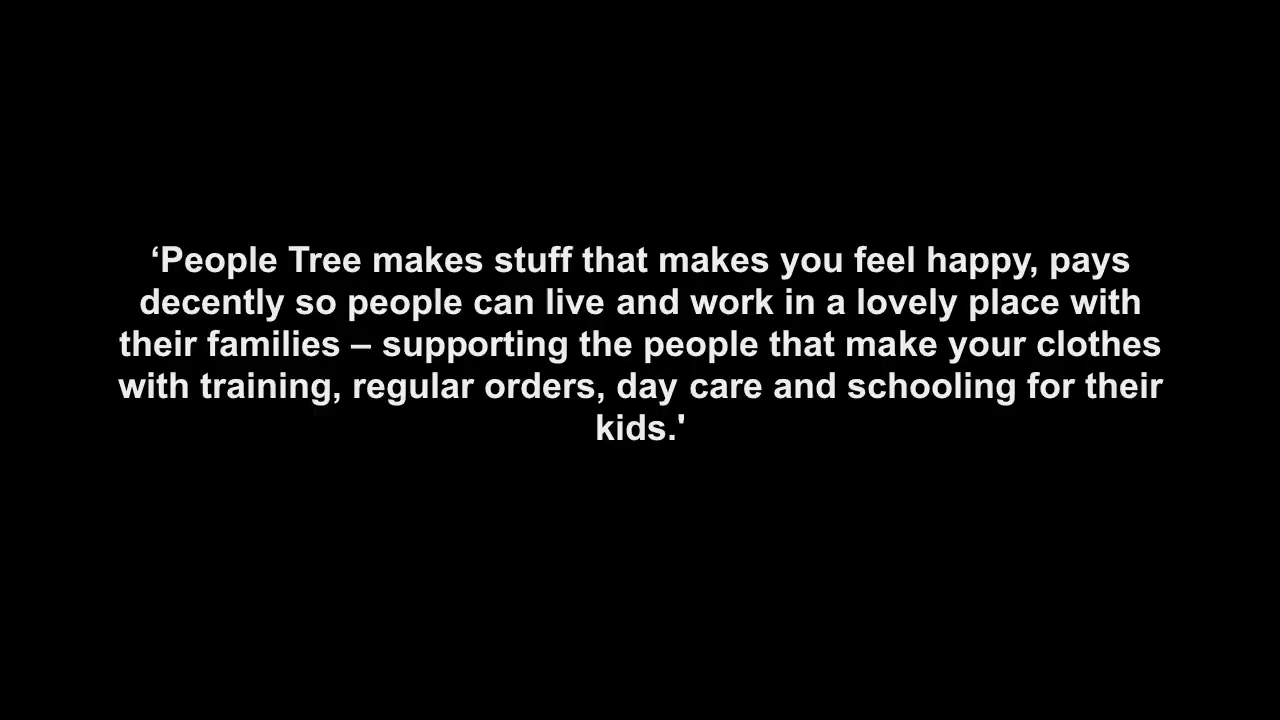 ‘People Tree makes stuff that makes you feel happy, pays
decently so people can live and work in a lovely place with
their families – supporting the people that make your clothes
with training, regular orders, day care and schooling for their
kids.'